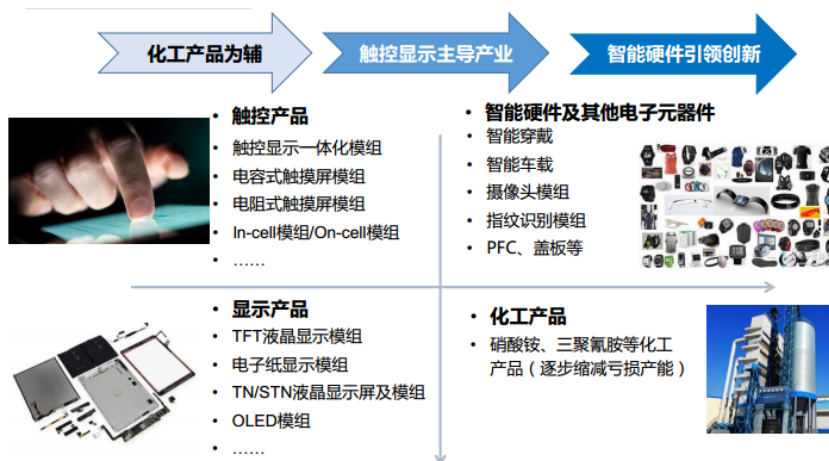 化工产品为辅
触控显示主导产业
智能硬件引领创新
• 触控产品
• 触控显示一体化模组
• 电容式触摸屏模组
• 电阻式触摸屏模组
• In-cell模组/On-cell模组
• ……
• 智能硬件及其他电子元器件
• 智能穿戴
• 智能车载
• 摄像头模组
• 指纹识别模组
• PFC、盖板等
• 显示产品
• TFT液晶显示模组
• 电子纸显示模组
• TN/STN液晶显示屏及模组
• OLED模组
• ……
• 化工产品
• 硝酸铵、三聚氰胺等化工
产品（逐步缩减亏损产能）